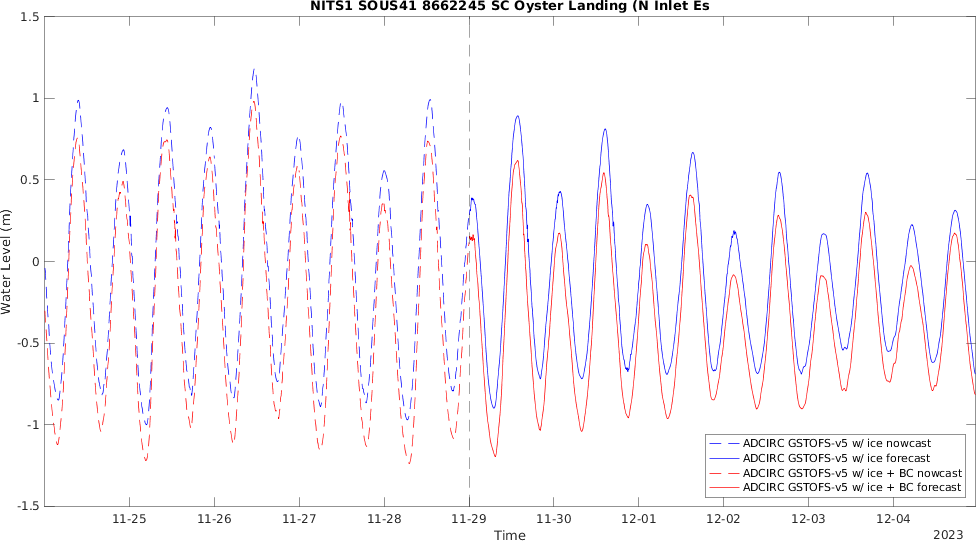 NITS1 SOUS41 8662245 SC Oyster Landing (N Inlet Es
1.5
1
0.5
0
-0.5
-1
-1.5
Water Level (m)
ADCIRC GSTOFS-v5 w/ ice nowcast
ADCIRC GSTOFS-v5 w/ ice forecast
ADCIRC GSTOFS-v5 w/ ice + BC nowcast
ADCIRC GSTOFS-v5 w/ ice + BC forecast
11-25 11-26 11-27 11-28 11-29 11-30 12-01 12-02 12-03 12-04
Time
2023